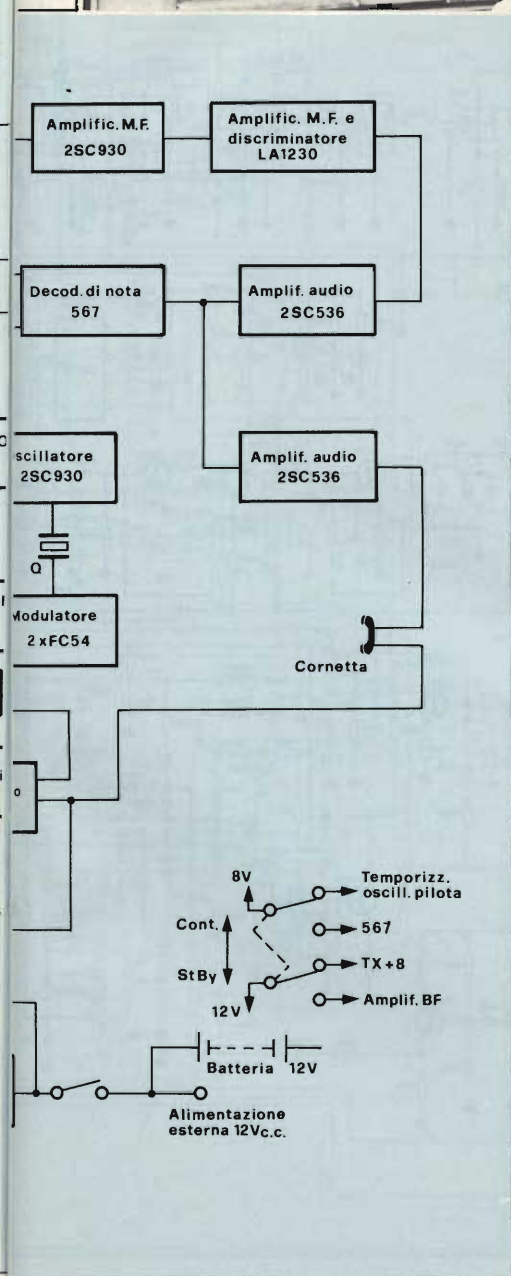 Amplific. M.F.
2SC930
Amplific. M.F. e
discriminatore
LA1230
Decod. di nota
567
Amplif. audio
2SC536
scillatore
2SC930
Amplif. audio
2SC536
Q
Modulatore
2xFC54
Cornetta
o
8V
Temporizz.
oscill. pilota
Cont.
567
StBy
TX+8
12V
Amplif. BF
Batteria 12V
Alimentazione
esterna 12Vc.c.